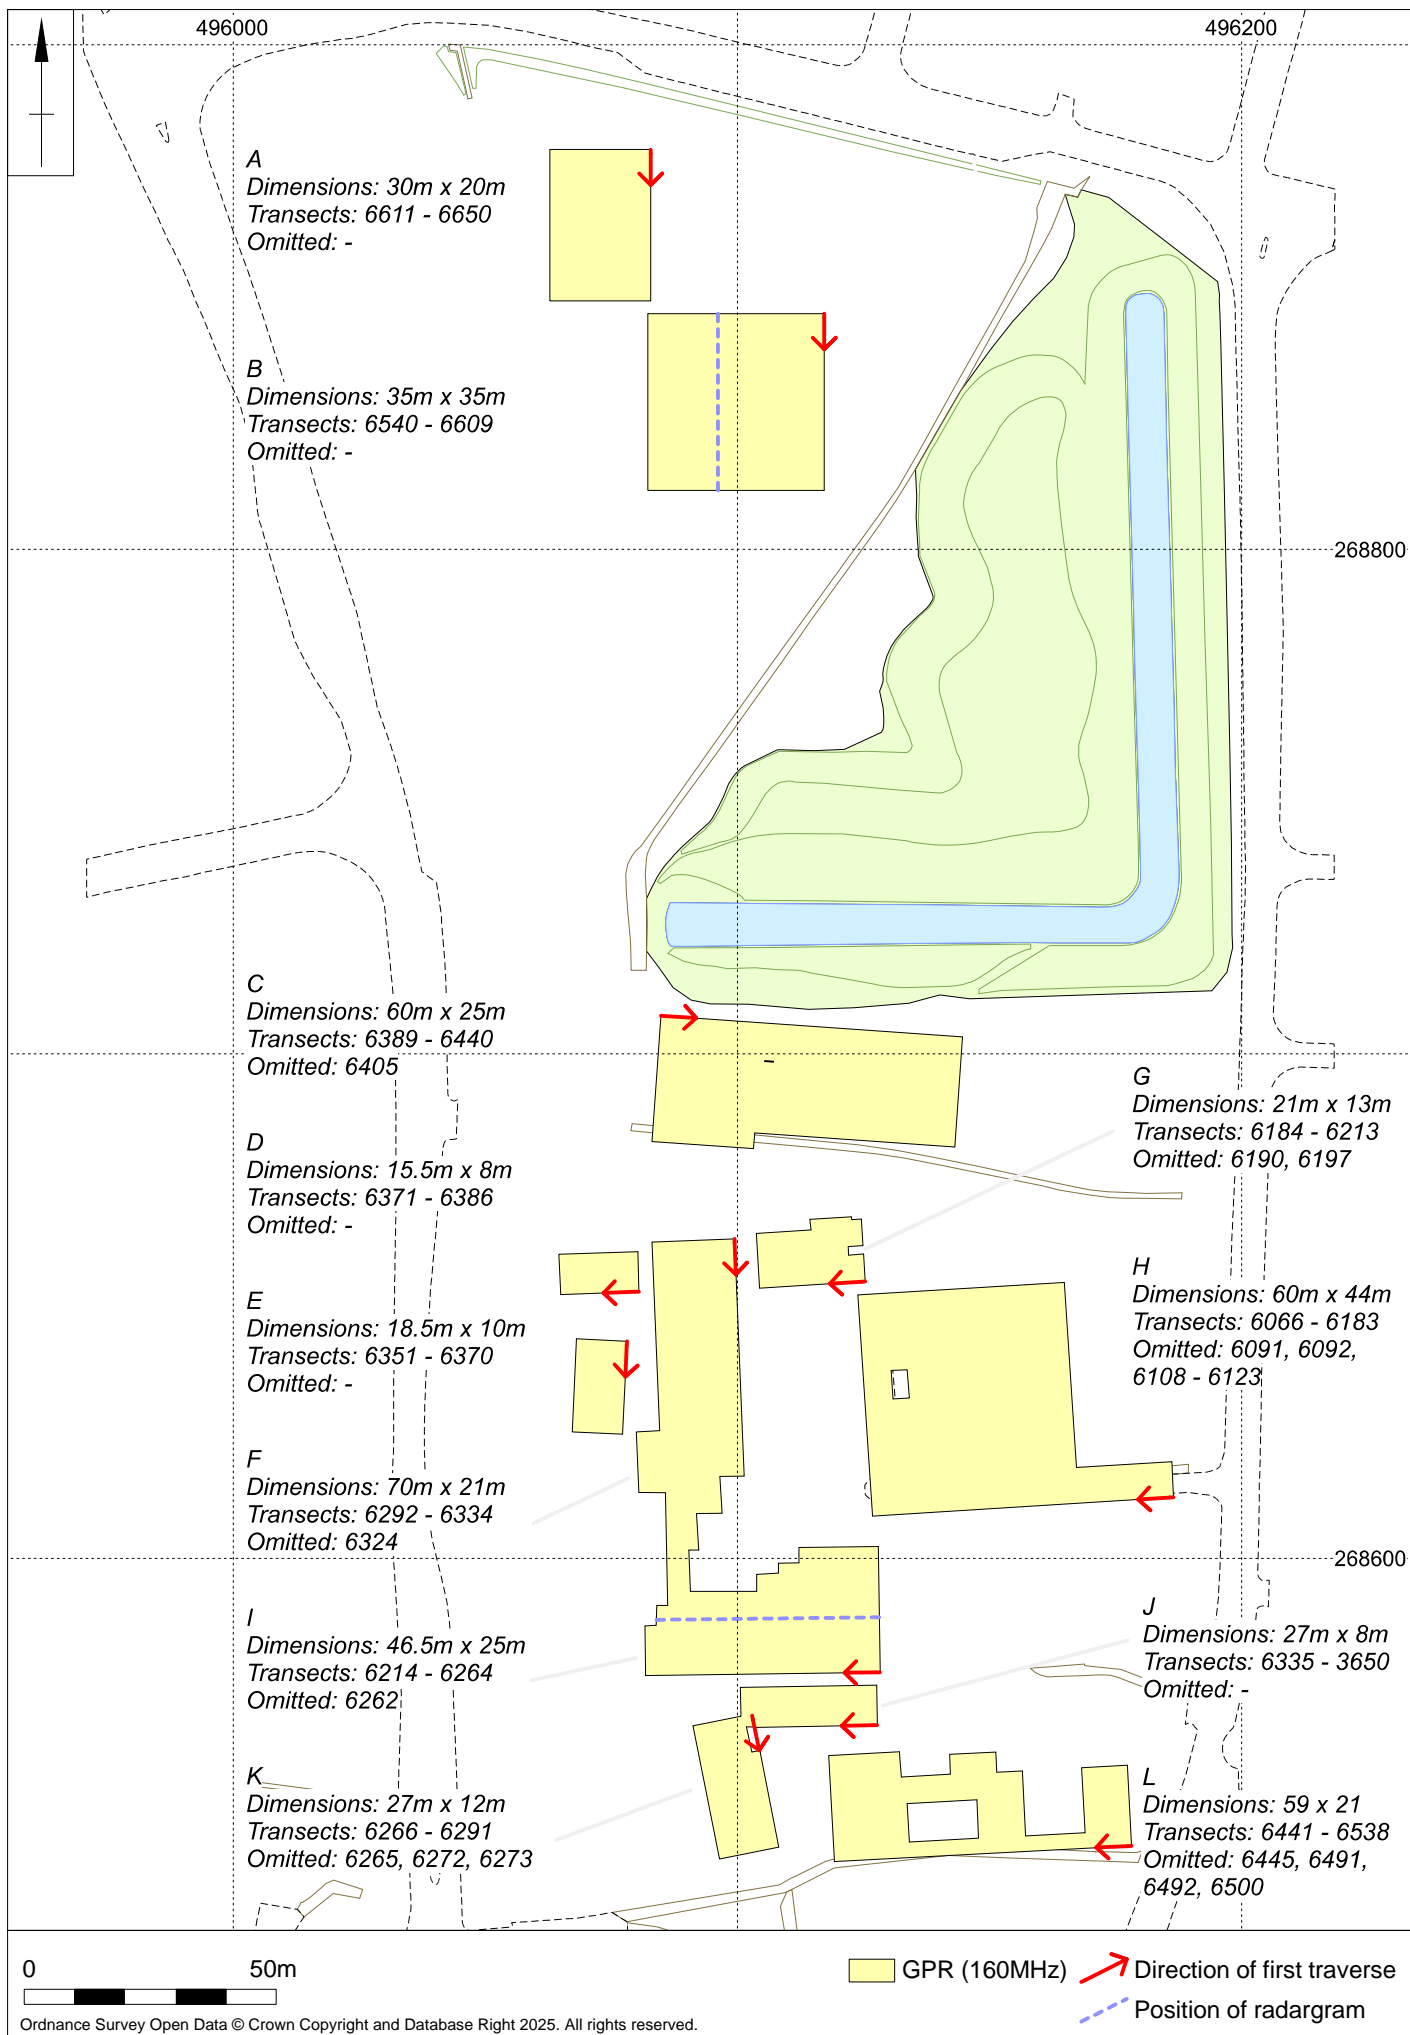 496000
496200
A
Dimensions: 30m x 20m
Transects: 6611 - 6650
Omitted: -
B
Dimensions: 35m x 35m
Transects: 6540 - 6609
Omitted: -
268800
C
Dimensions: 60m x 25m
Transects: 6389 - 6440
Omitted: 6405
G
Dimensions: 21m x 13m
Transects: 6184 - 6213
Omitted: 6190, 6197
D
Dimensions: 15.5m x 8m
Transects: 6371 - 6386
Omitted: -
H
Dimensions: 60m x 44m
Transects: 6066 - 6183
Omitted: 6091, 6092,
6108 - 6123
E
Dimensions: 18.5m x 10m
Transects: 6351 - 6370
Omitted: -
F
Dimensions: 70m x 21m
Transects: 6292 - 6334
Omitted: 6324
268600
I
Dimensions: 46.5m x 25m
Transects: 6214 - 6264
Omitted: 6262
J
Dimensions: 27m x 8m
Transects: 6335 - 3650
Omitted: -
K
Dimensions: 27m x 12m
Transects: 6266 - 6291
Omitted: 6265, 6272, 6273
L
Dimensions: 59 x 21
Transects: 6441 - 6538
Omitted: 6445, 6491,
6492, 6500
0 50m
GPR (160MHz)
Direction of first traverse
Position of radargram
Ordnance Survey Open Data © Crown Copyright and Database Right 2025. All rights reserved.